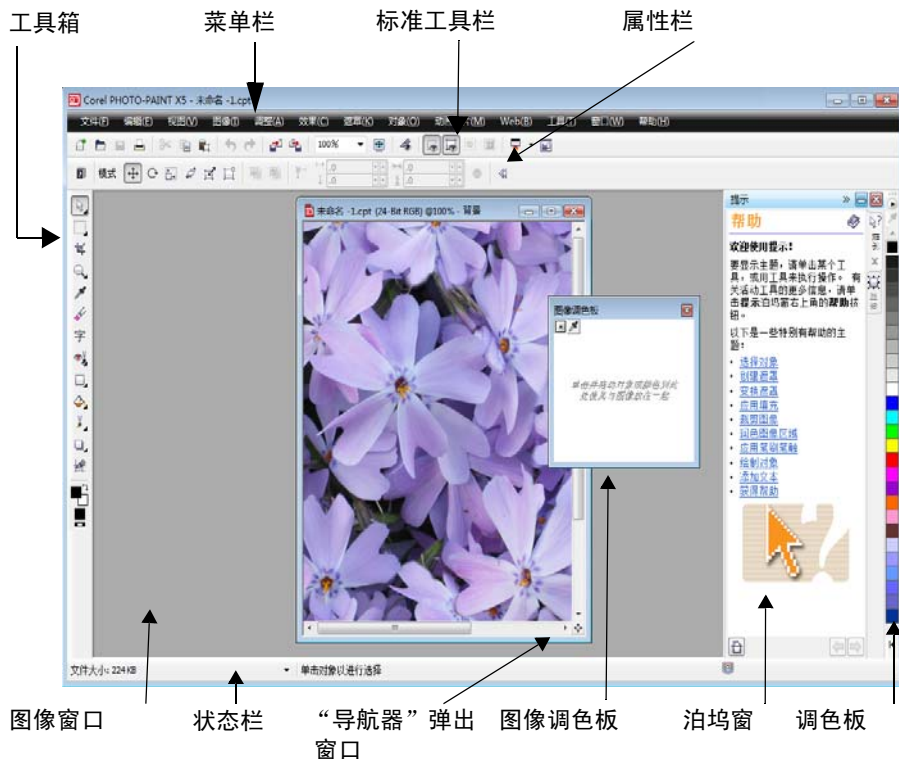 工具箱
菜单栏
标准工具栏
属性栏
Corel PHOTO-PAINT X5 - 未命名 -1.cpt
文件(F) 编辑(E) 视图(V) 图像(I) 调整(A) 效果(C) 遮罩(K) 对象(O) (M) Web(B) 工具(T) 窗口(W) 帮助(H)
100%
模式
.0
.0
.0
.0
未命名 -1.cpt (24-Bit RGB) @100% - 背景
提示
帮助
欢迎使用提示!
要显示主题，请单击某个工
具，或用工具来执行操作。 有
关活动工具的更多信息，请单
击提示泊坞窗右上角的帮助按
钮。
以下是一些特别有帮助的主
题:
• 选择对象
• 创建遮罩
• 变换遮罩
• 应用填充
• 裁剪图像
• 润色图像区域
• 应用笔刷笔触
• 绘制对象
• 添加文本
• 获得帮助
图像调色板
单击并拖动对象或颜色到此
处使其与图像放在一起
字
文件大小: 224 KB
单击对象以进行选择
图像窗口
状态栏
“导航器”弹出
窗口
图像调色板
泊坞窗
调色板